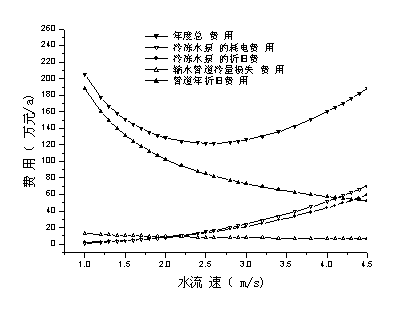 260
240
220
200
180
160
140
120
100
80
60
40
20
0
费 用 ( 万元/a)
年度总 费 用
冷冻水泵 的耗电费 用
冷冻水 泵 的折旧费
输水管道冷量损失 费 用
管道年折旧费 用
1.0 1.5 2.0 2.5 3.0 3.5 4.0 4.5
水流 速 ( m/s)